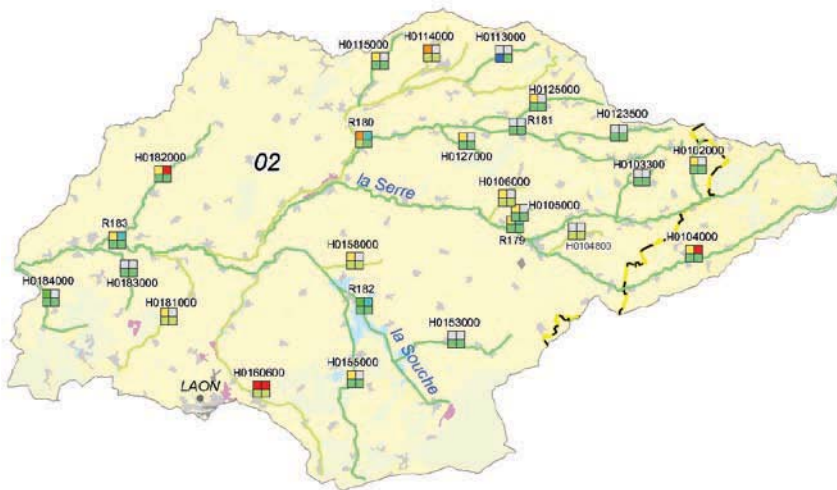 H0115000
H0114000
H0113000
H0125000
R180
R181
H0123500
H0182000
02
H0127000
H0102000
H0103300
la Serre
H0106000
H0105000
R183
R179
H0104800
H0104000
H0158000
H0183000
H0184000
R182
H0181000
H0153000
la Souche
H0160600
H0155000
LAON